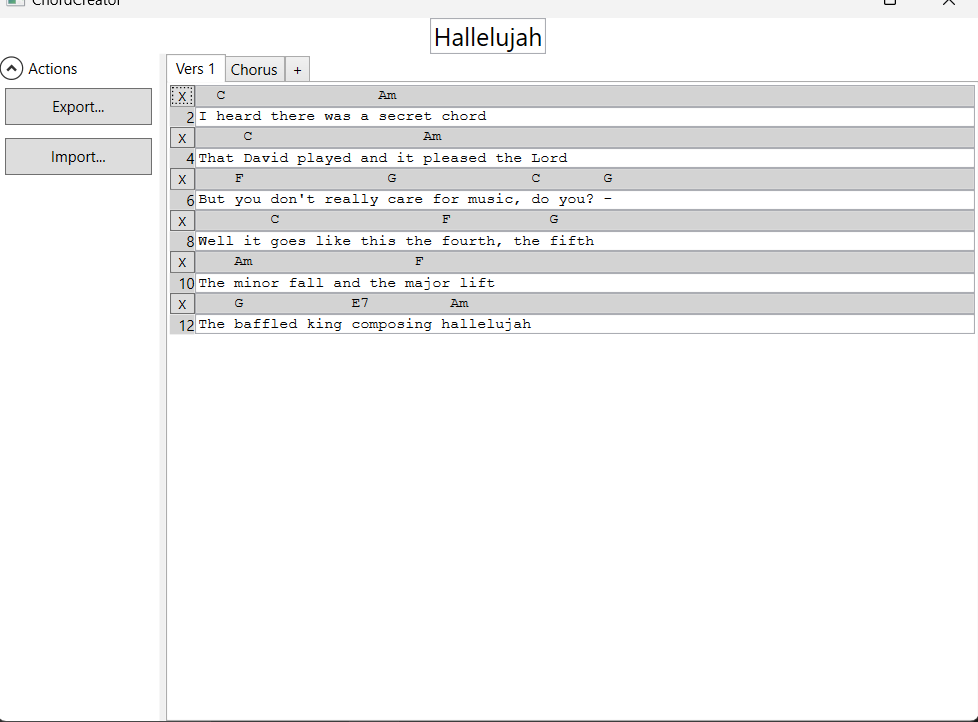 ChordCreator
Hallelujah
Actions
Export...
Import...
Vers 1 Chorus +
X C Am
2 I heard there was a secret chord
X C Am
4 That David played and it pleased the Lord
X F G C G
6 But you don't really care for music, do you? -
X C F G
8 Well it goes like this the fourth, the fifth
X Am F
10 The minor fall and the major lift
X G E7 Am
12 The baffled king composing hallelujah